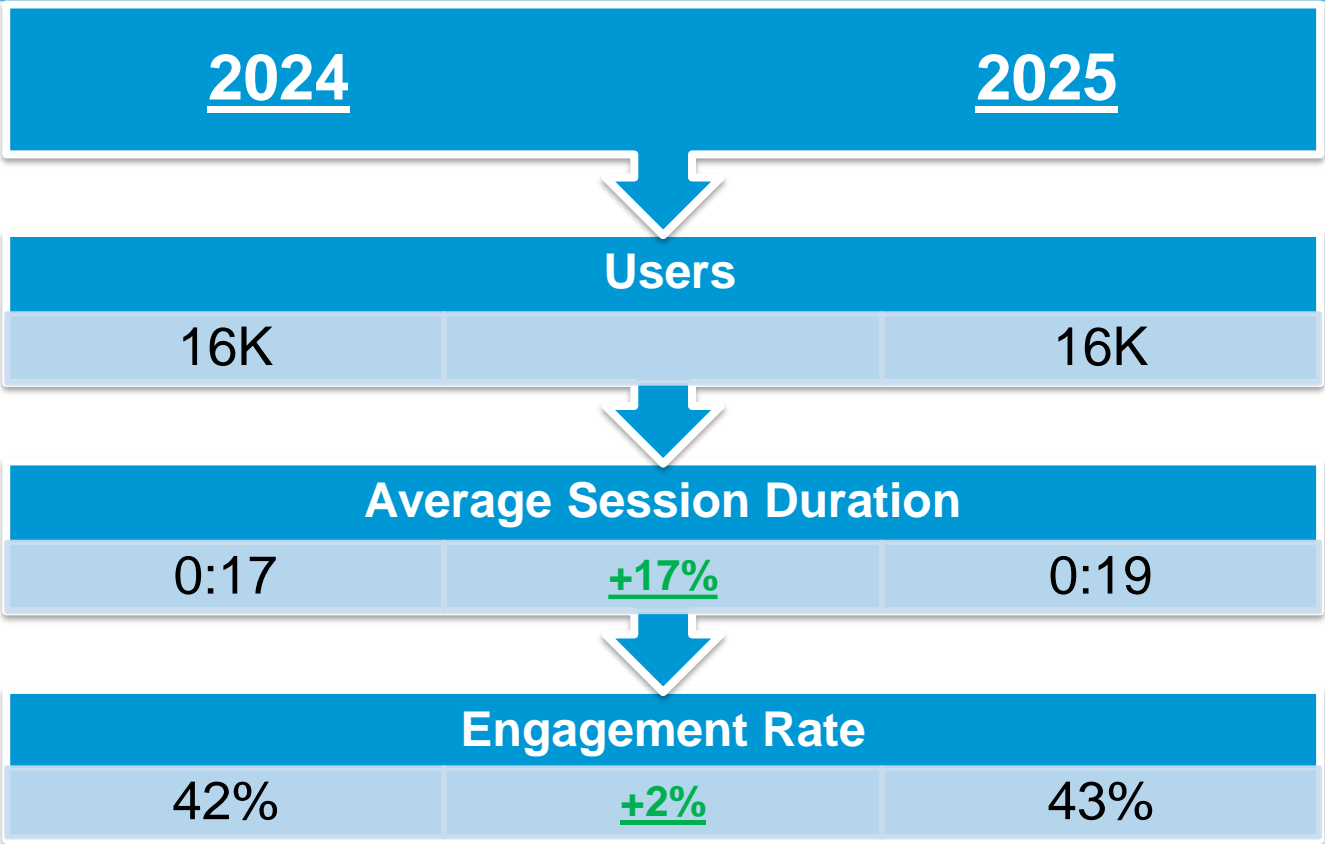 2024 2025
Users
16K 16K
Average Session Duration
0:17 +17% 0:19
Engagement Rate
42% +2% 43%